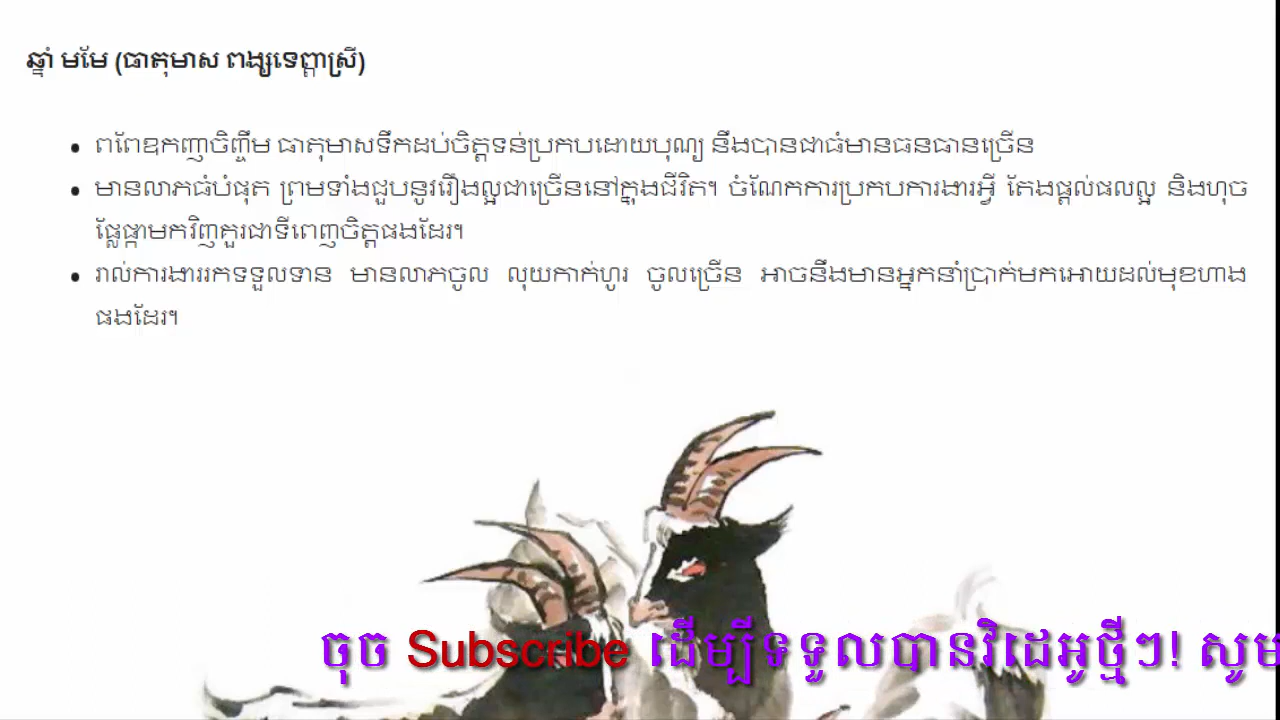 ឆ្នាំ មមែ (ធាតុមាស ពង្សទេព្តាស្រី)
ពពែឧកញាចិញ្ចឹម ធាតុមាសទឹកដប់ចិត្តទន់ប្រកបដោយបុណ្យ នឹងបានជាធំមានធនធានច្រើន
មានលាភធំបំផុត ព្រមទាំងជួបនូវរឿងល្អជាច្រើននៅក្នុងជីវិត។ ចំណែកការប្រកបការងារអ្វី តែងផ្តល់ផលល្អ និងហុច
ផ្លែផ្កាមកវិញគួរជាទីពេញចិត្តផងដែរ។
រាល់ការងាររកទទួលទាន មានលាភចូល លុយកាក់ហូរ ចូលច្រើន អាចនឹងមានអ្នកនាំប្រាក់មកអោយដល់មុខហាង
ផងដែរ។
ចុច Subscribe ដើម្បីទទួលបានវិដេអូថ្មីៗ! សូម